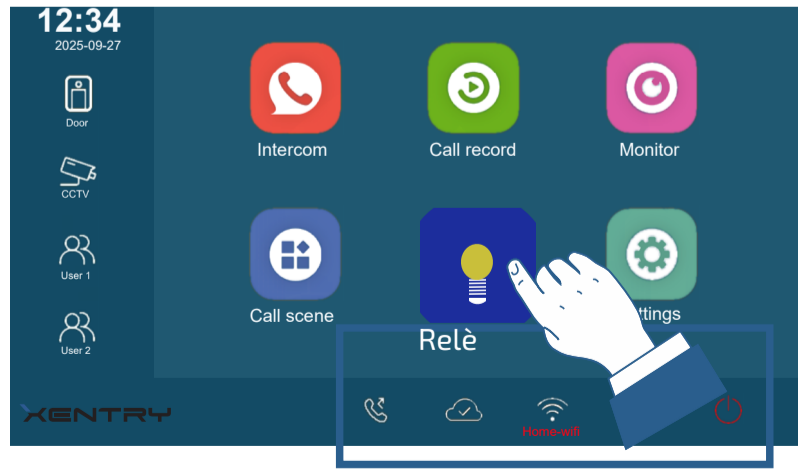 12:34
2025-09-27
Door
CCTV
User 1
User 2
XENTRY
Intercom
Call record
Monitor
Call scene
Relè
ttings
Home-wifi